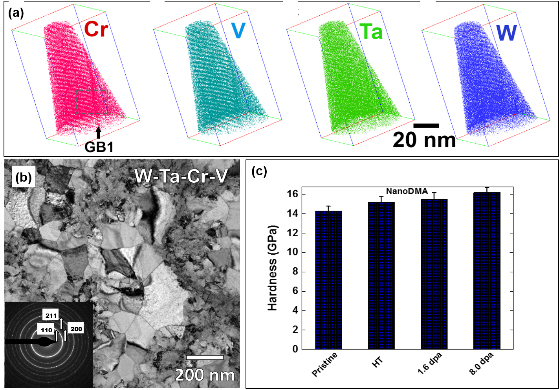 (a)
Cr
V
Ta
W
GB1
20 nm
(b)
W-Ta-Cr-V
211
110
200
200 nm
(c)
NanoDMA
Hardness (GPa)
16
14
12
10
8
6
4
2
0
Pristine
HT
1.6 dpa
8.0 dpa